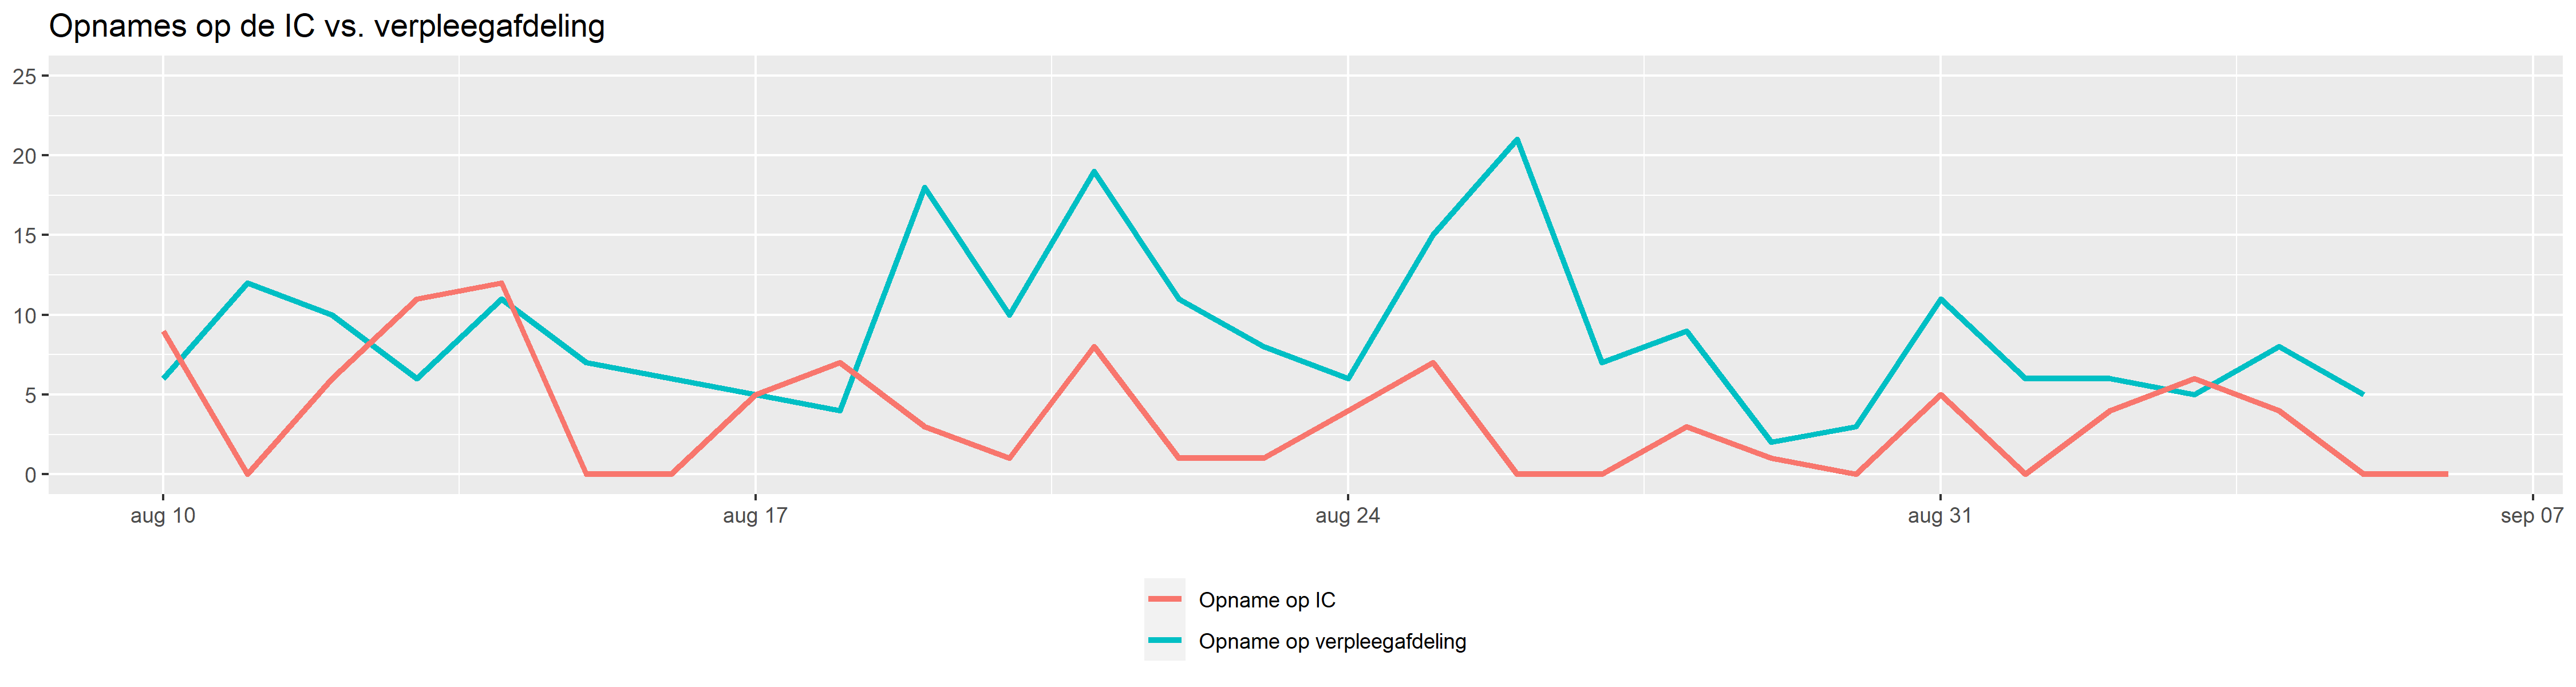 Opnames op de IC vs. verpleegafdeling
25
20
15
10
5
0
aug 10 aug 17 aug 24 aug 31 sep 07
Opname op IC
Opname op verpleegafdeling